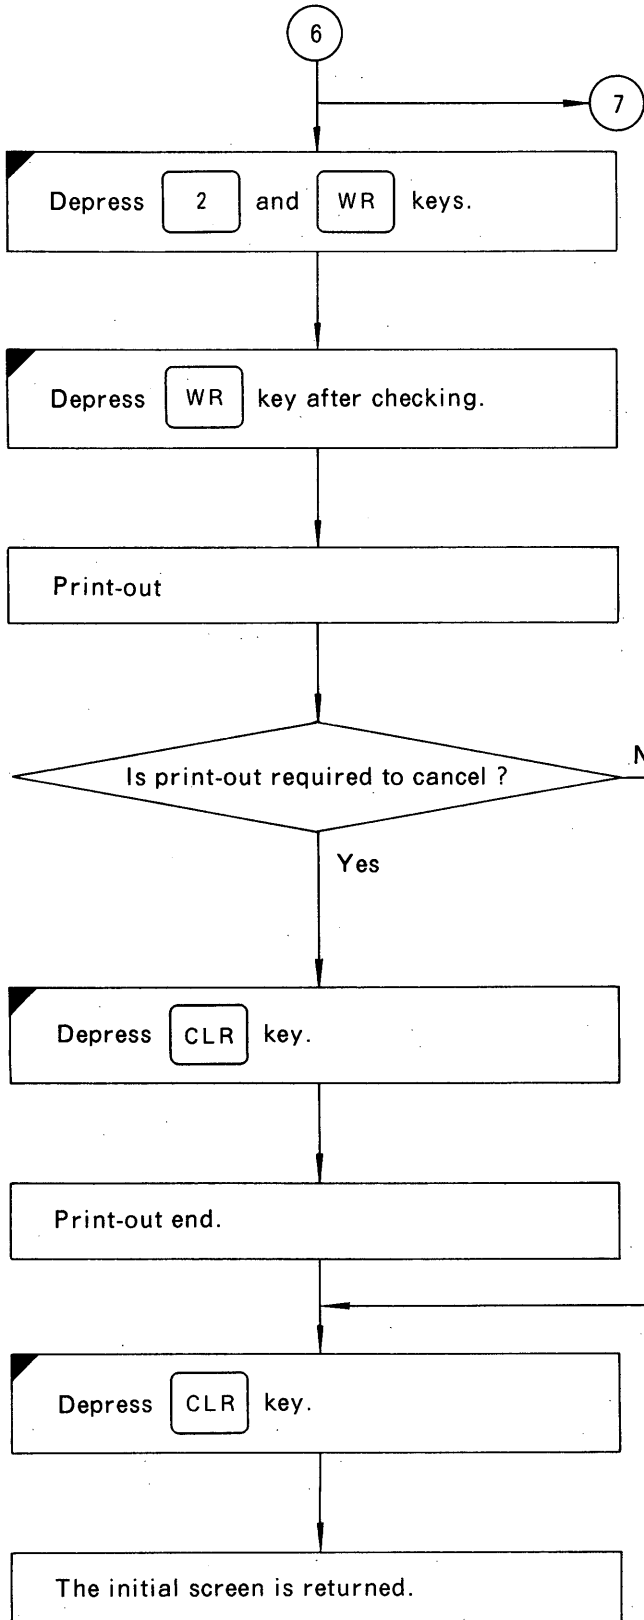 6
7
Depress 2 and WR keys.
Depress WR key after checking.
Print-out
Is print-out required to cancel ?
Yes
Depress CLR key.
Print-out end.
Depress CLR key.
The initial screen is returned.